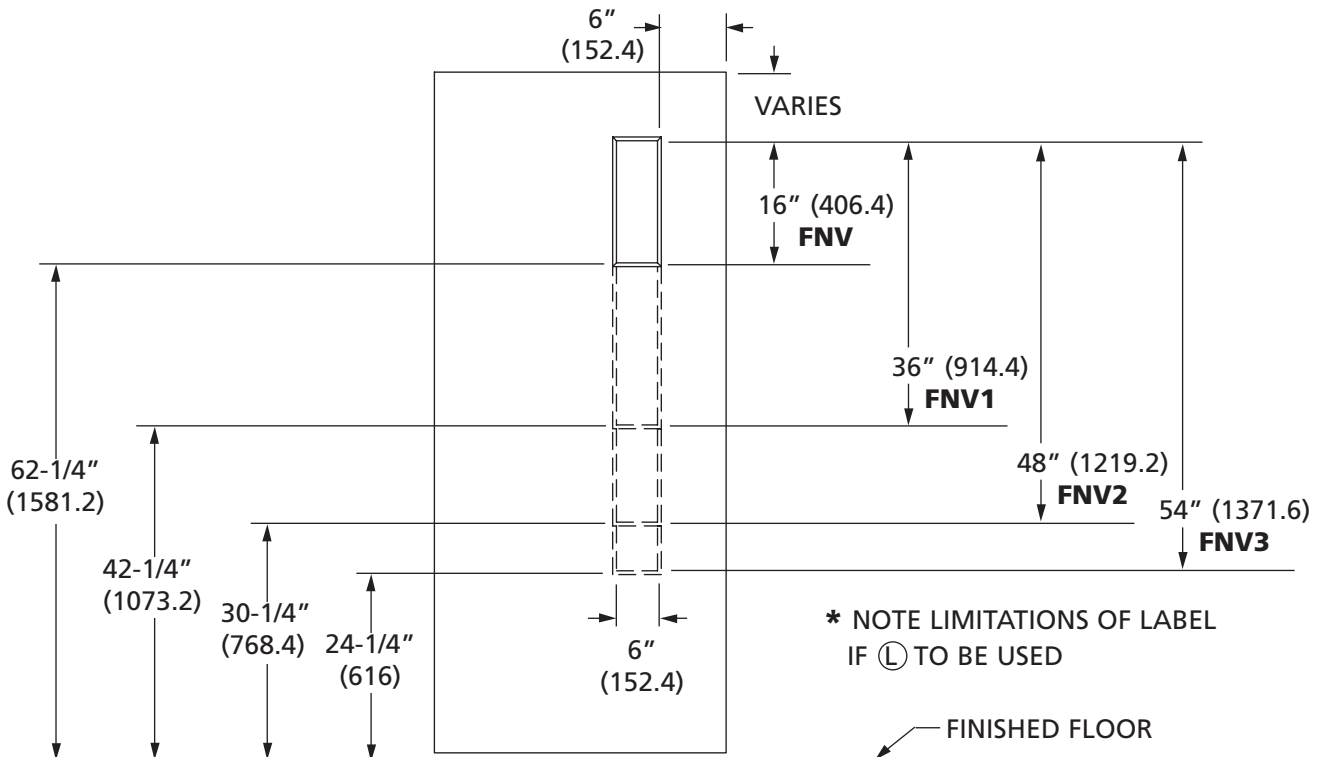 6”
(152.4)
VARIES
16” (406.4)
FNV
36” (914.4)
FNV1
48” (1219.2)
FNV2
54” (1371.6)
FNV3
62-1/4”
(1581.2)
42-1/4”
(1073.2)
30-1/4”
(768.4)
24-1/4”
(616)
6”
(152.4)
* NOTE LIMITATIONS OF LABEL
IF Ⓛ TO BE USED
FINISHED FLOOR